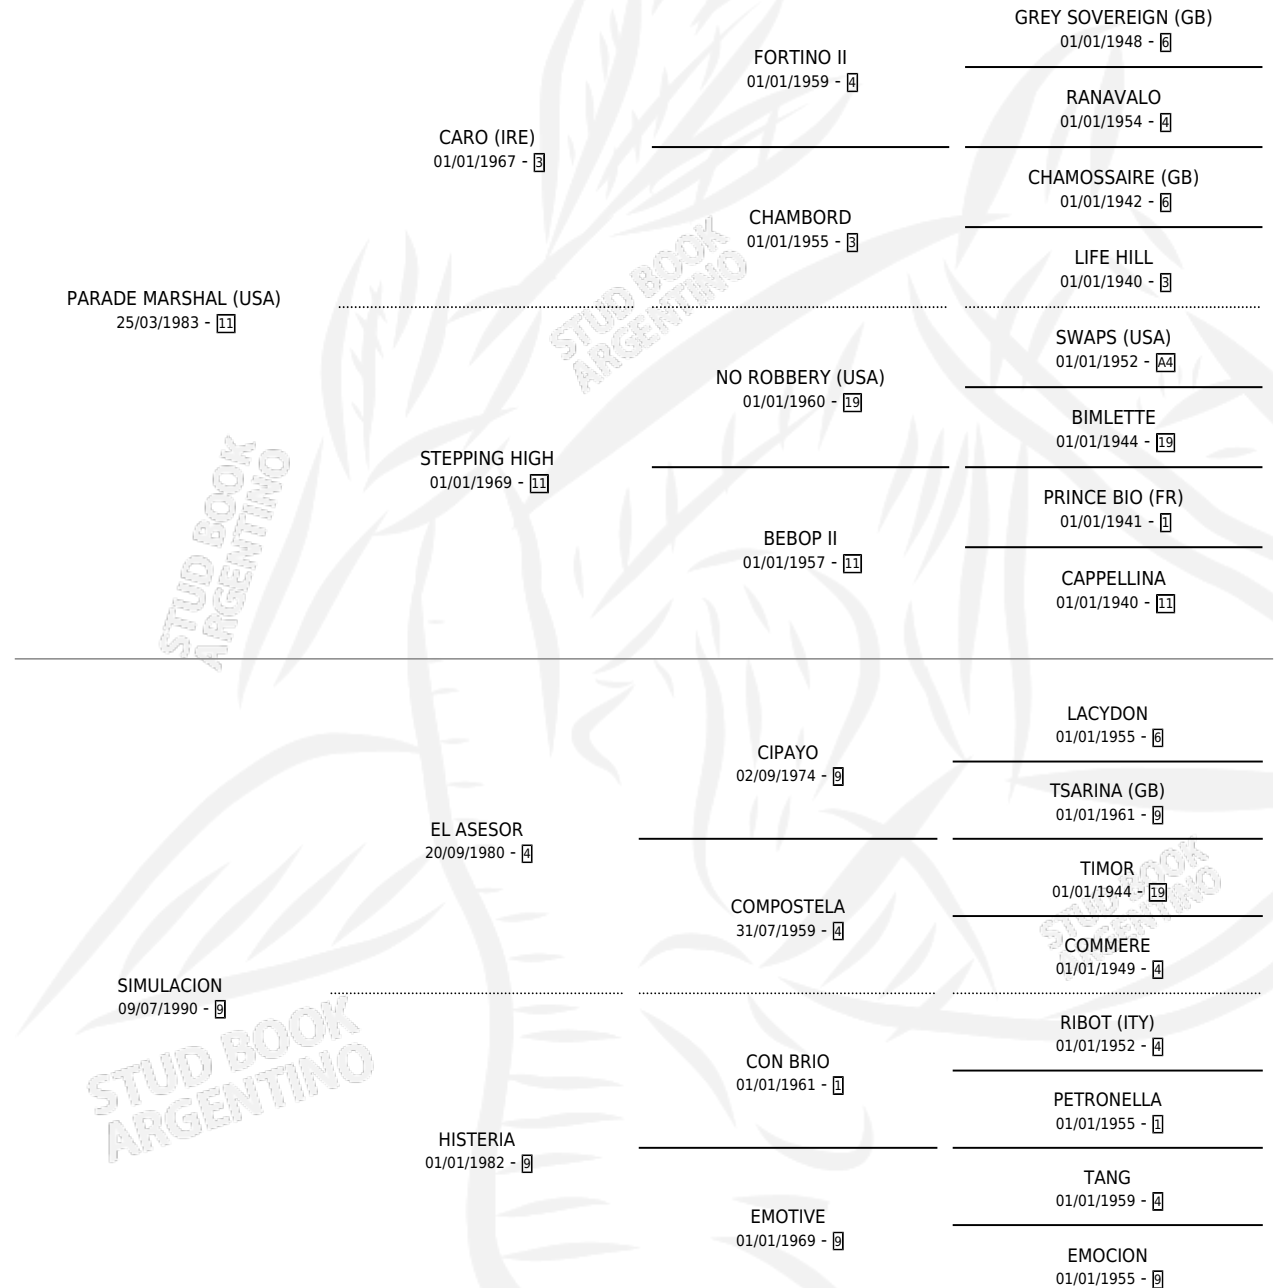 GREY SOVEREIGN (GB)
01/01/1948 - 6
FORTINO II
01/01/1959 - 4
RANAVALO
01/01/1954 - 4
CARO (IRE)
01/01/1967 - 3
CHAMOSSAIRE (GB)
01/01/1942 - 6
CHAMBORD
01/01/1955 - 3
LIFE HILL
01/01/1940 - 3
PARADE MARSHAL (USA)
25/03/1983 - 11
SWAPS (USA)
01/01/1952 - A4
NO ROBBERY (USA)
01/01/1960 - 19
BIMLETTE
01/01/1944 - 19
STEPPING HIGH
01/01/1969 - 11
PRINCE BIO (FR)
01/01/1941 - 1
BEBOP II
01/01/1957 - 11
CAPPELLINA
01/01/1940 - 11
LACYDON
01/01/1955 - 6
CIPAYO
02/09/1974 - 9
TSARINA (GB)
01/01/1961 - 9
EL ASESOR
20/09/1980 - 4
TIMOR
01/01/1944 - 19
COMPOSTELA
31/07/1959 - 4
COMMERE
01/01/1949 - 4
SIMULACION
09/07/1990 - 9
RIBOT (ITY)
01/01/1952 - 4
CON BRIO
01/01/1961 - 1
PETRONELLA
01/01/1955 - 1
HISTERIA
01/01/1982 - 9
TANG
01/01/1959 - 4
EMOTIVE
01/01/1969 - 9
EMOCION
01/01/1955 - 9
STUD BOOK
ARGENTINO
STUD BOOK
ARGENTINO
STUD BOOK
ARGENTINO
STUD BOOK
ARGENTINO